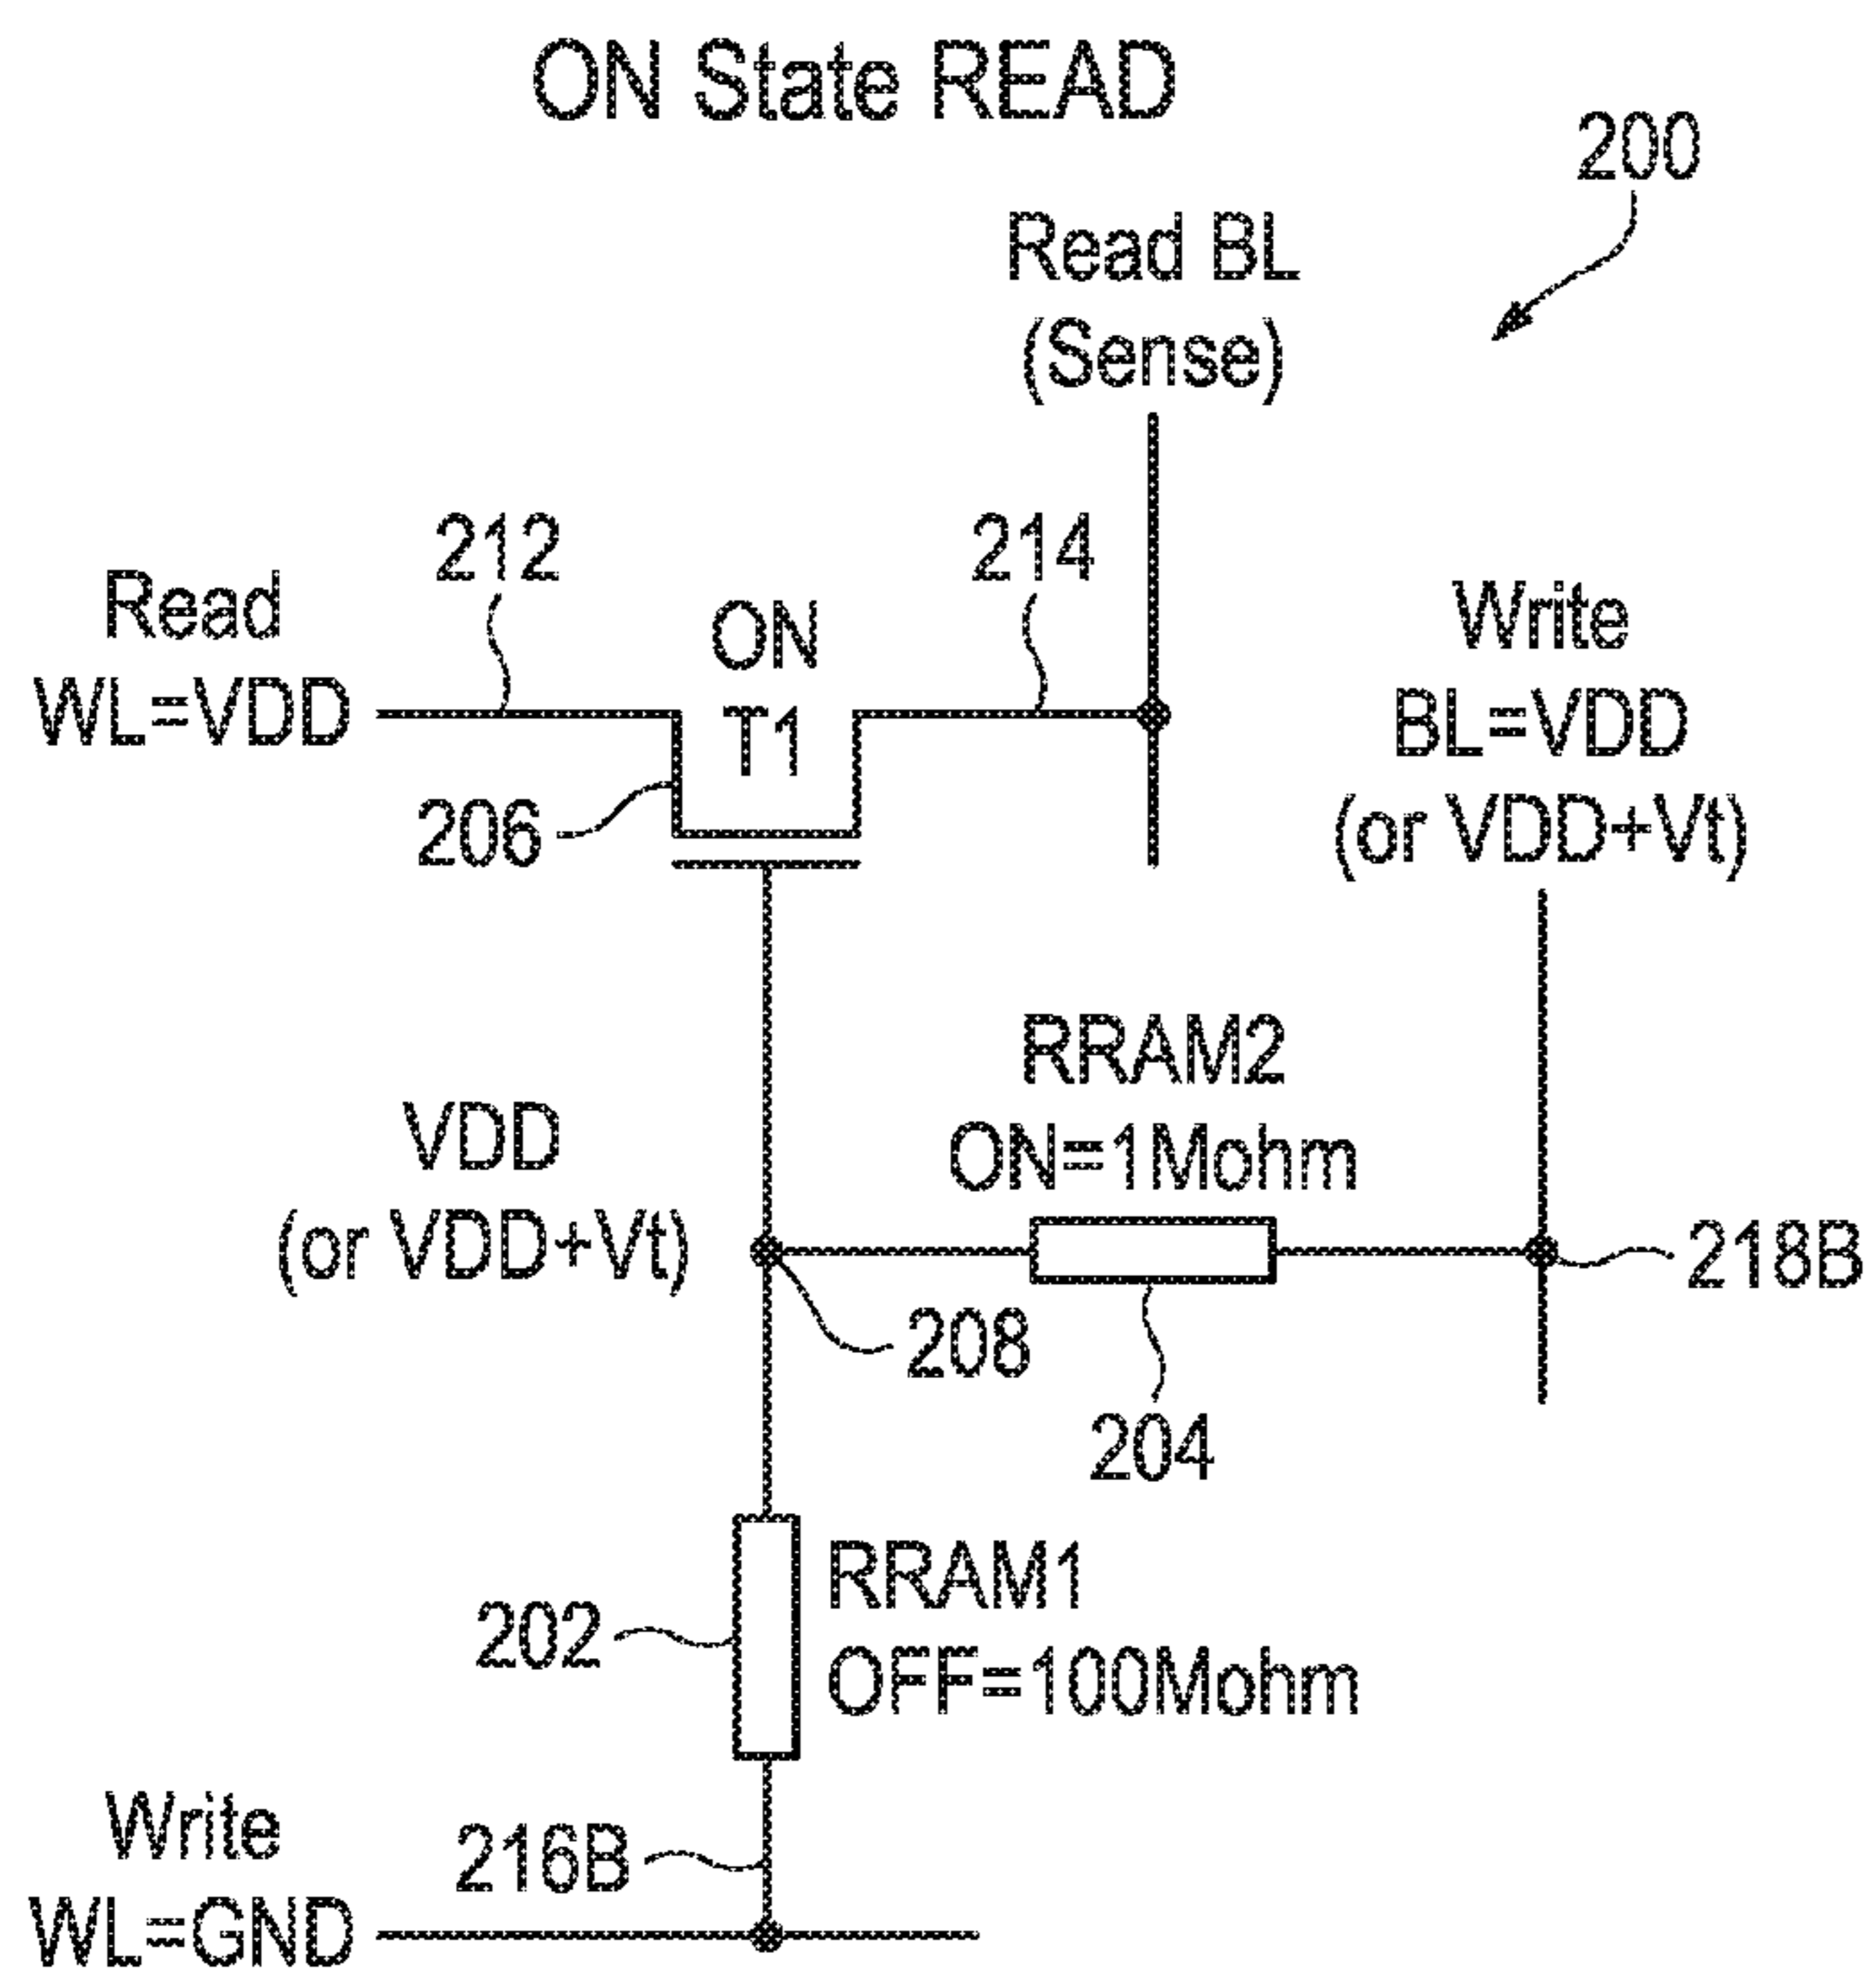 ON State READ
200
Read BL
(Sense)
212
214
Read
WL=VDD
ON
T1
Write
BL=VDD
(or VDD+Vt)
206
RRAM2
ON=1Mohm
VDD
(or VDD+Vt)
218B
208
204
RRAM1
OFF=100Mohm
202
Write
WL=GND
216B